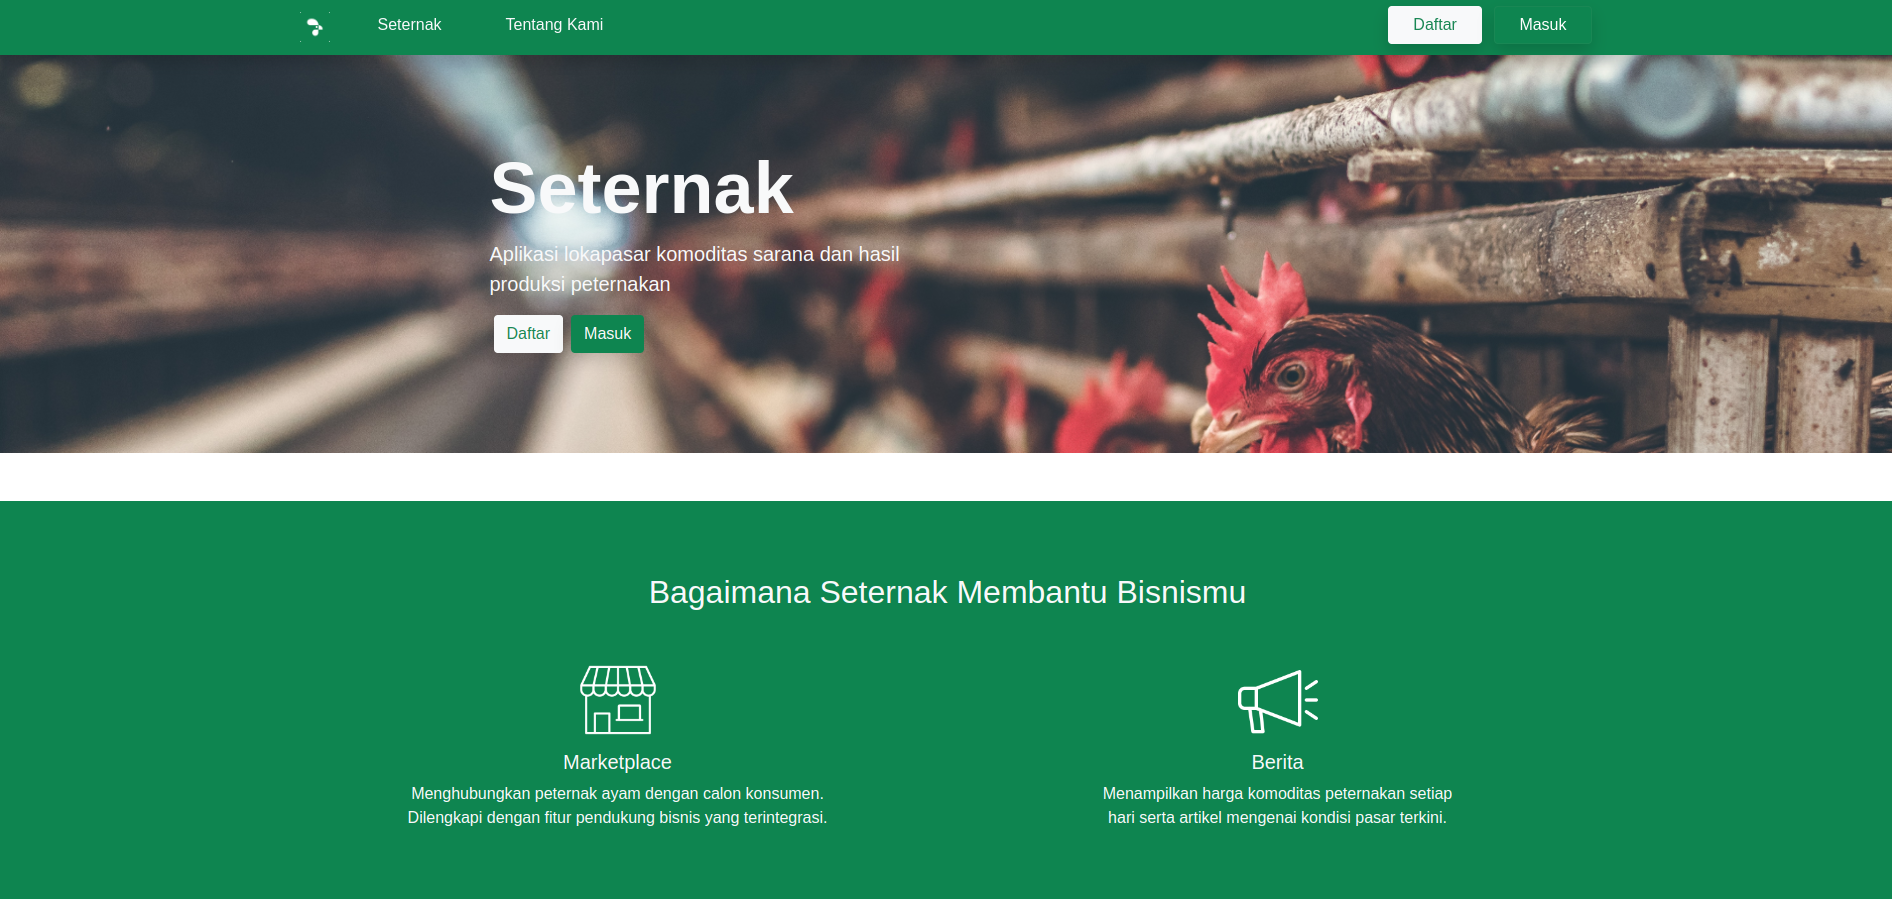 Seternak
Tentang Kami
Daftar
Masuk
Seternak
Aplikasi lokapasar komoditas sarana dan hasil
produksi peternakan
Daftar
Masuk
Bagaimana Seternak Membantu Bisnismu
Marketplace
Menghubungkan peternak ayam dengan calon konsumen.
Dilengkapi dengan fitur pendukung bisnis yang terintegrasi.
Berita
Menampilkan harga komoditas peternakan setiap
hari serta artikel mengenai kondisi pasar terkini.